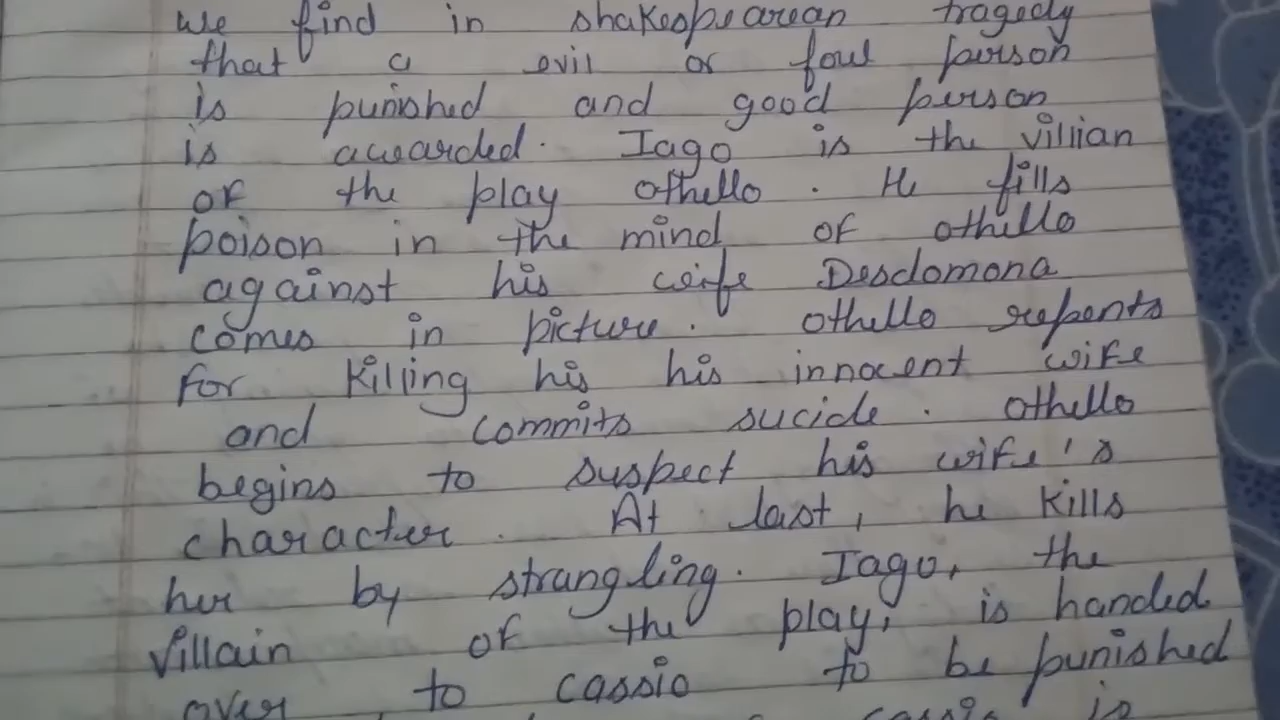 we find in shakespearean tragedy
that a evil or foul person
is punished and good person
is awarded. Iago is the villian
of the play othello. He fills
poison in the mind of othello
against his wife Desdomona
comes in picture. othello repents
for killing his his innocent wife
and commits sucide. othello
begins to suspect his wife's
character. At last, he kills
her by strangling. Iago, the
villain of the play, is handed
over to cassio to be punished
cassio is